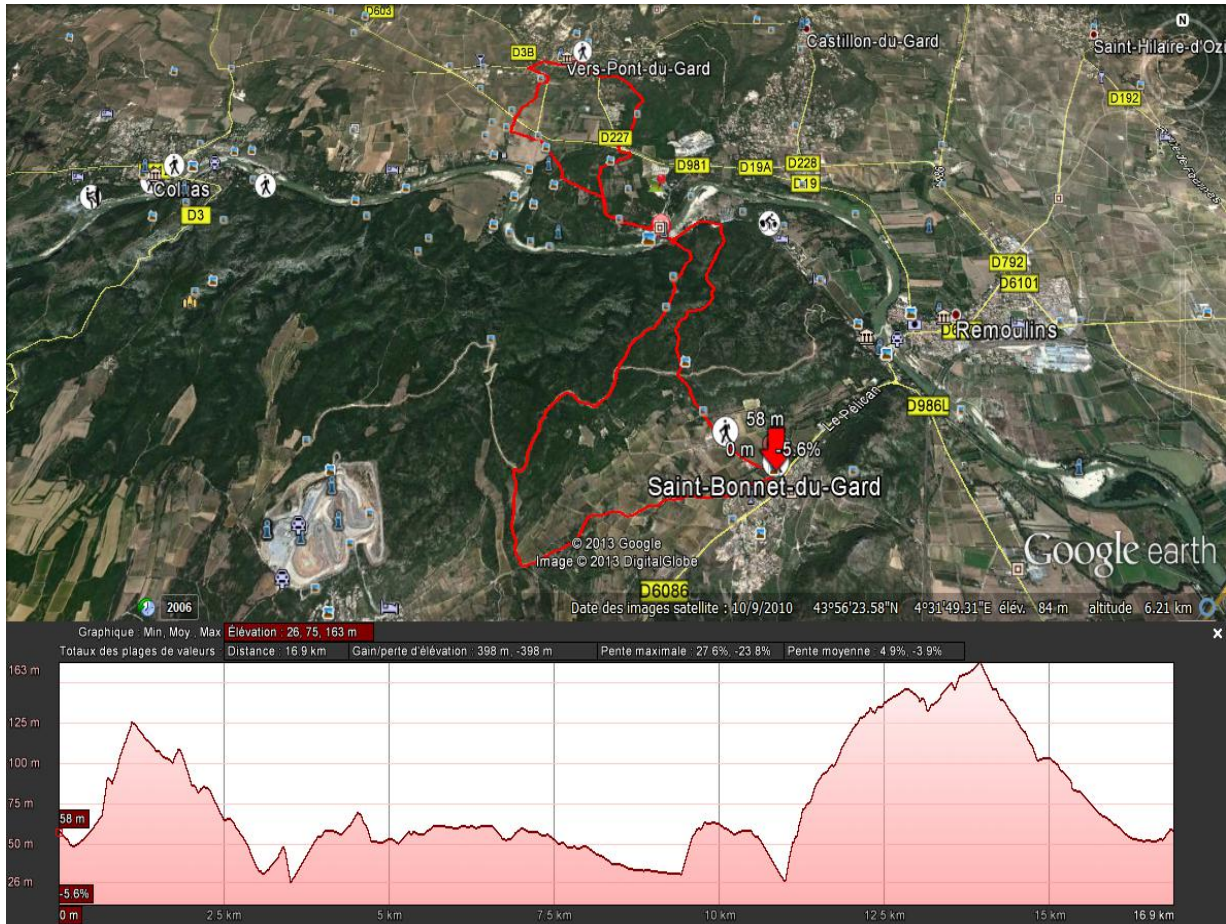 D603
D3B
Castillon-du-Gard
Saint-Hilaire-d'Ozi
N
Vers-Pont-du-Gard
D192
D227
D981
D19A
D228
D19
D3
D792
D6101
Remoulins
D986L
Le Pélican
58 m
0 m
-5.6%
Saint-Bonnet-du-Gard
© 2013 Google
Image © 2013 DigitalGlobe
Google earth
D6086
2006
Date des images satellite : 10/9/2010 43°56'23.58"N 4°31'49.31"E élév. 84 m altitude 6.21 km
Graphique : Min, Moy., Max Élévation : 26, 75, 163 m
x
Totaux des plages de valeurs : Distance : 16.9 km Gain/perte d'élévation : 398 m, -398 m Pente maximale : 27.6%, -23.8% Pente moyenne : 4.9%, -3.9%
163 m
125 m
100 m
75 m
58 m
50 m
26 m
-5.6%
0 m 2.5 km 5 km 7.5 km 10 km 12.5 km 15 km 16.9 km